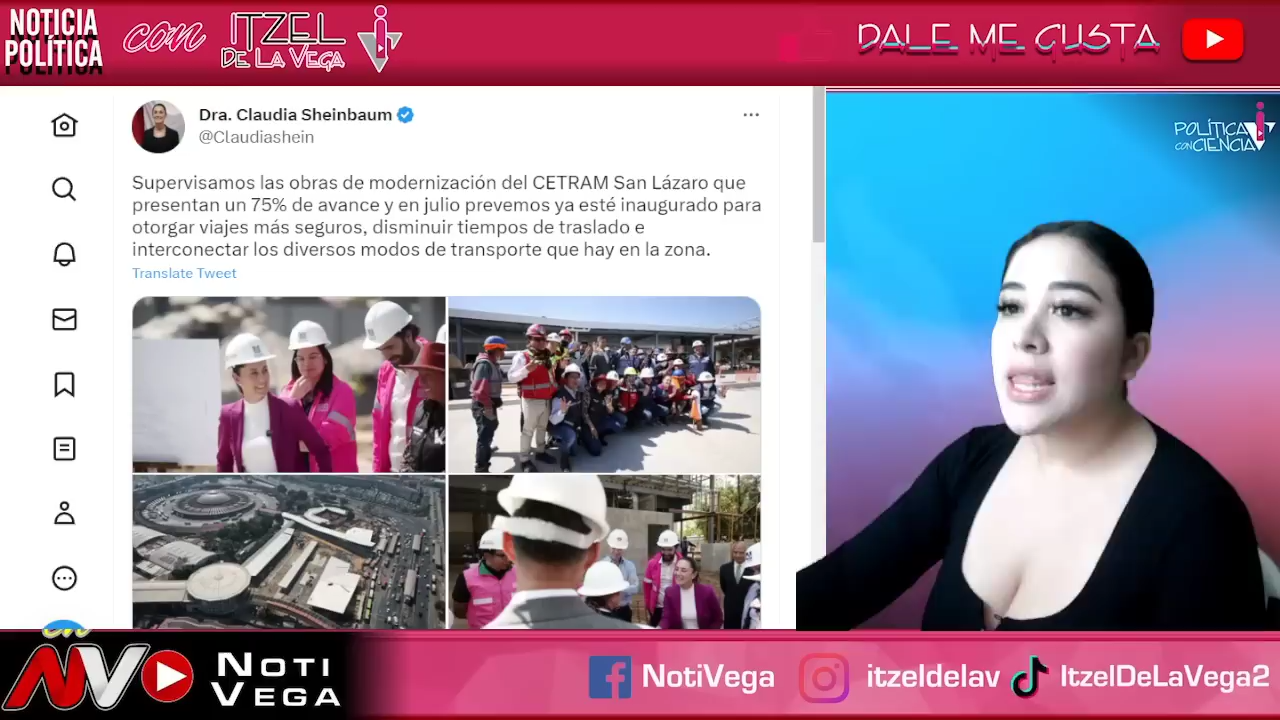 NOTICIA
POLÍTICA
con
ITZEL
DE LA VEGA
DALE ME GUSTA
Dra. Claudia Sheinbaum
@Claudiashein
Supervisamos las obras de modernización del CETRAM San Lázaro que
presentan un 75% de avance y en julio prevemos ya esté inaugurado para
otorgar viajes más seguros, disminuir tiempos de traslado e
interconectar los diversos modos de transporte que hay en la zona.
Translate Tweet
POLÍTICA
CON CIENCIA
en
NV
NOTI
VEGA
NotiVega
itzeldelav
ItzelDeLaVega2